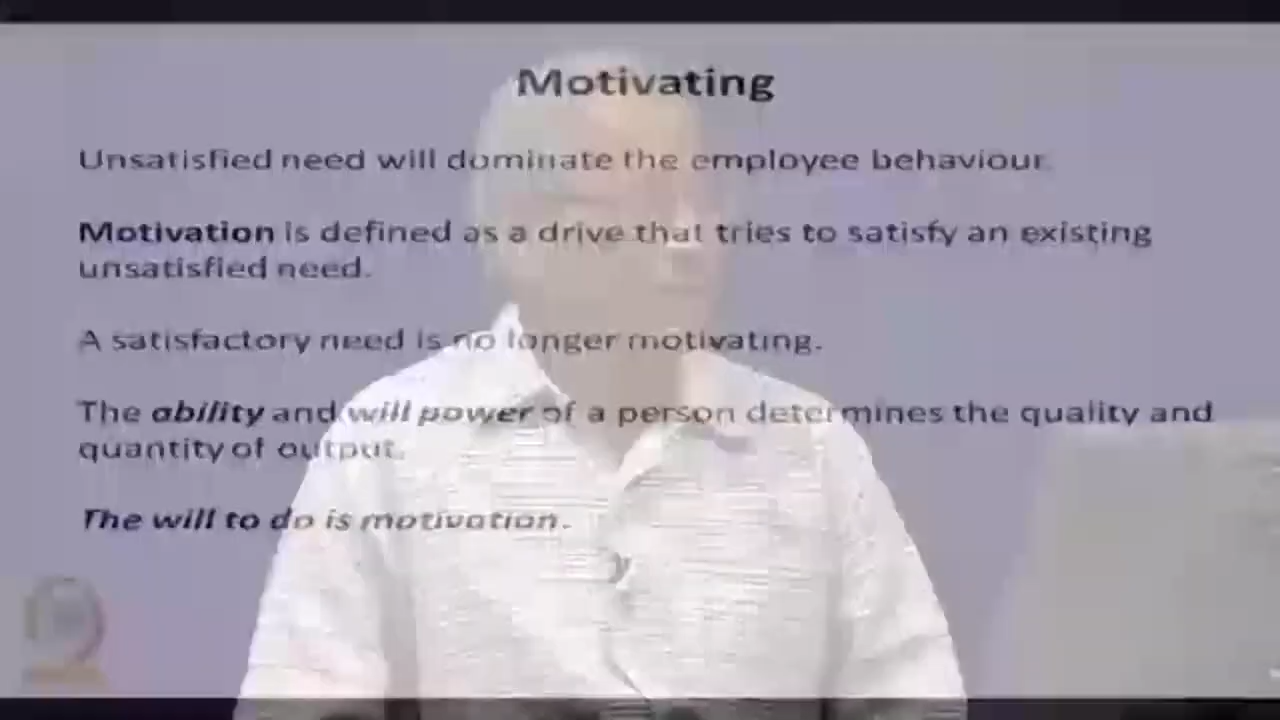 Motivating
Unsatisfied need will dominate the employee behaviour.
Motivation is defined as a drive that tries to satisfy an existing
unsatisfied need.
A satisfactory need is no longer motivating.
The ability and will power of a person determines the quality and
quantity of output.
The will to do is motivation.